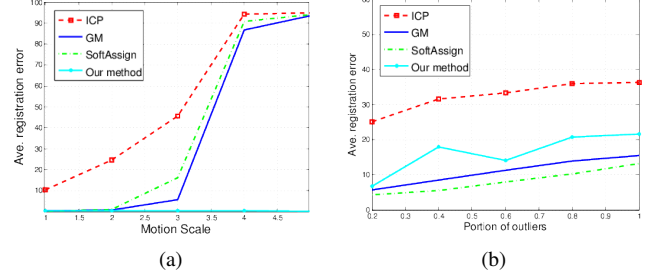 100
90
80
70
60
50
40
30
20
10
Ave. registration error
ICP
GM
SoftAssign
Our method
1 1.5 2 2.5 3 3.5 4 4.5
Motion Scale
(a)
60
50
40
30
20
10
0
Ave. registration error
ICP
GM
SoftAssign
Our method
0.2 0.3 0.4 0.5 0.6 0.7 0.8 0.9 1
Portion of outliers
(b)